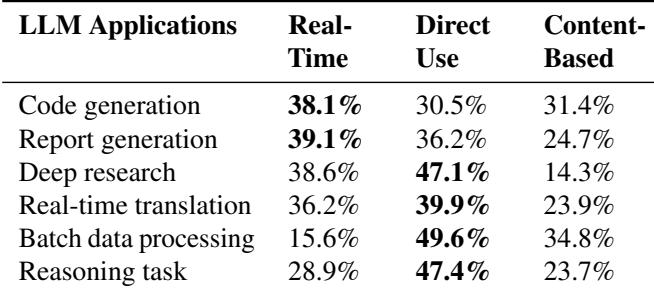 LLM Applications Real- Direct Content-
Time Use Based
Code generation 38.1% 30.5% 31.4%
Report generation 39.1% 36.2% 24.7%
Deep research 38.6% 47.1% 14.3%
Real-time translation 36.2% 39.9% 23.9%
Batch data processing 15.6% 49.6% 34.8%
Reasoning task 28.9% 47.4% 23.7%